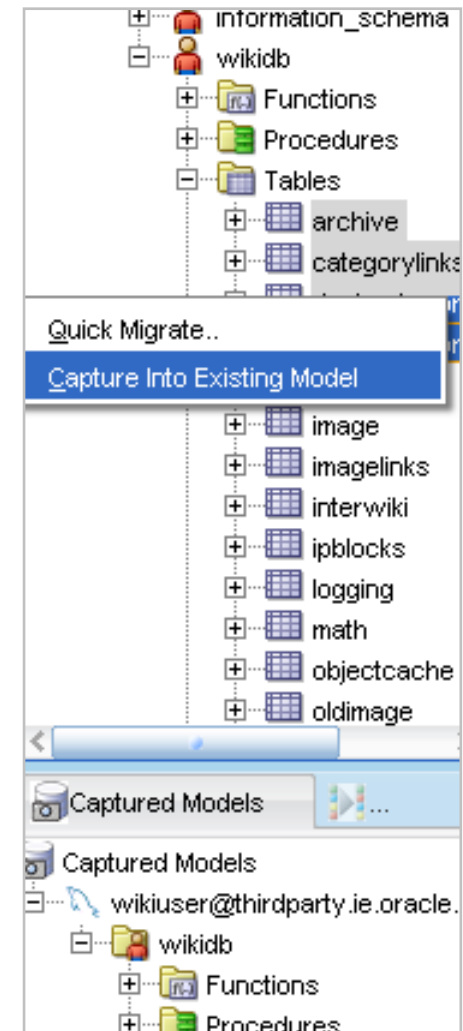 information_schema
wikidb
Functions
Procedures
Tables
archive
categorylinks
Quick Migrate..
Capture Into Existing Model
image
imagelinks
interwiki
ipblocks
logging
math
objectcache
oldimage
Captured Models
...
Captured Models
wikiuser@thirdparty.ie.oracle.
wikidb
Functions
Procedures